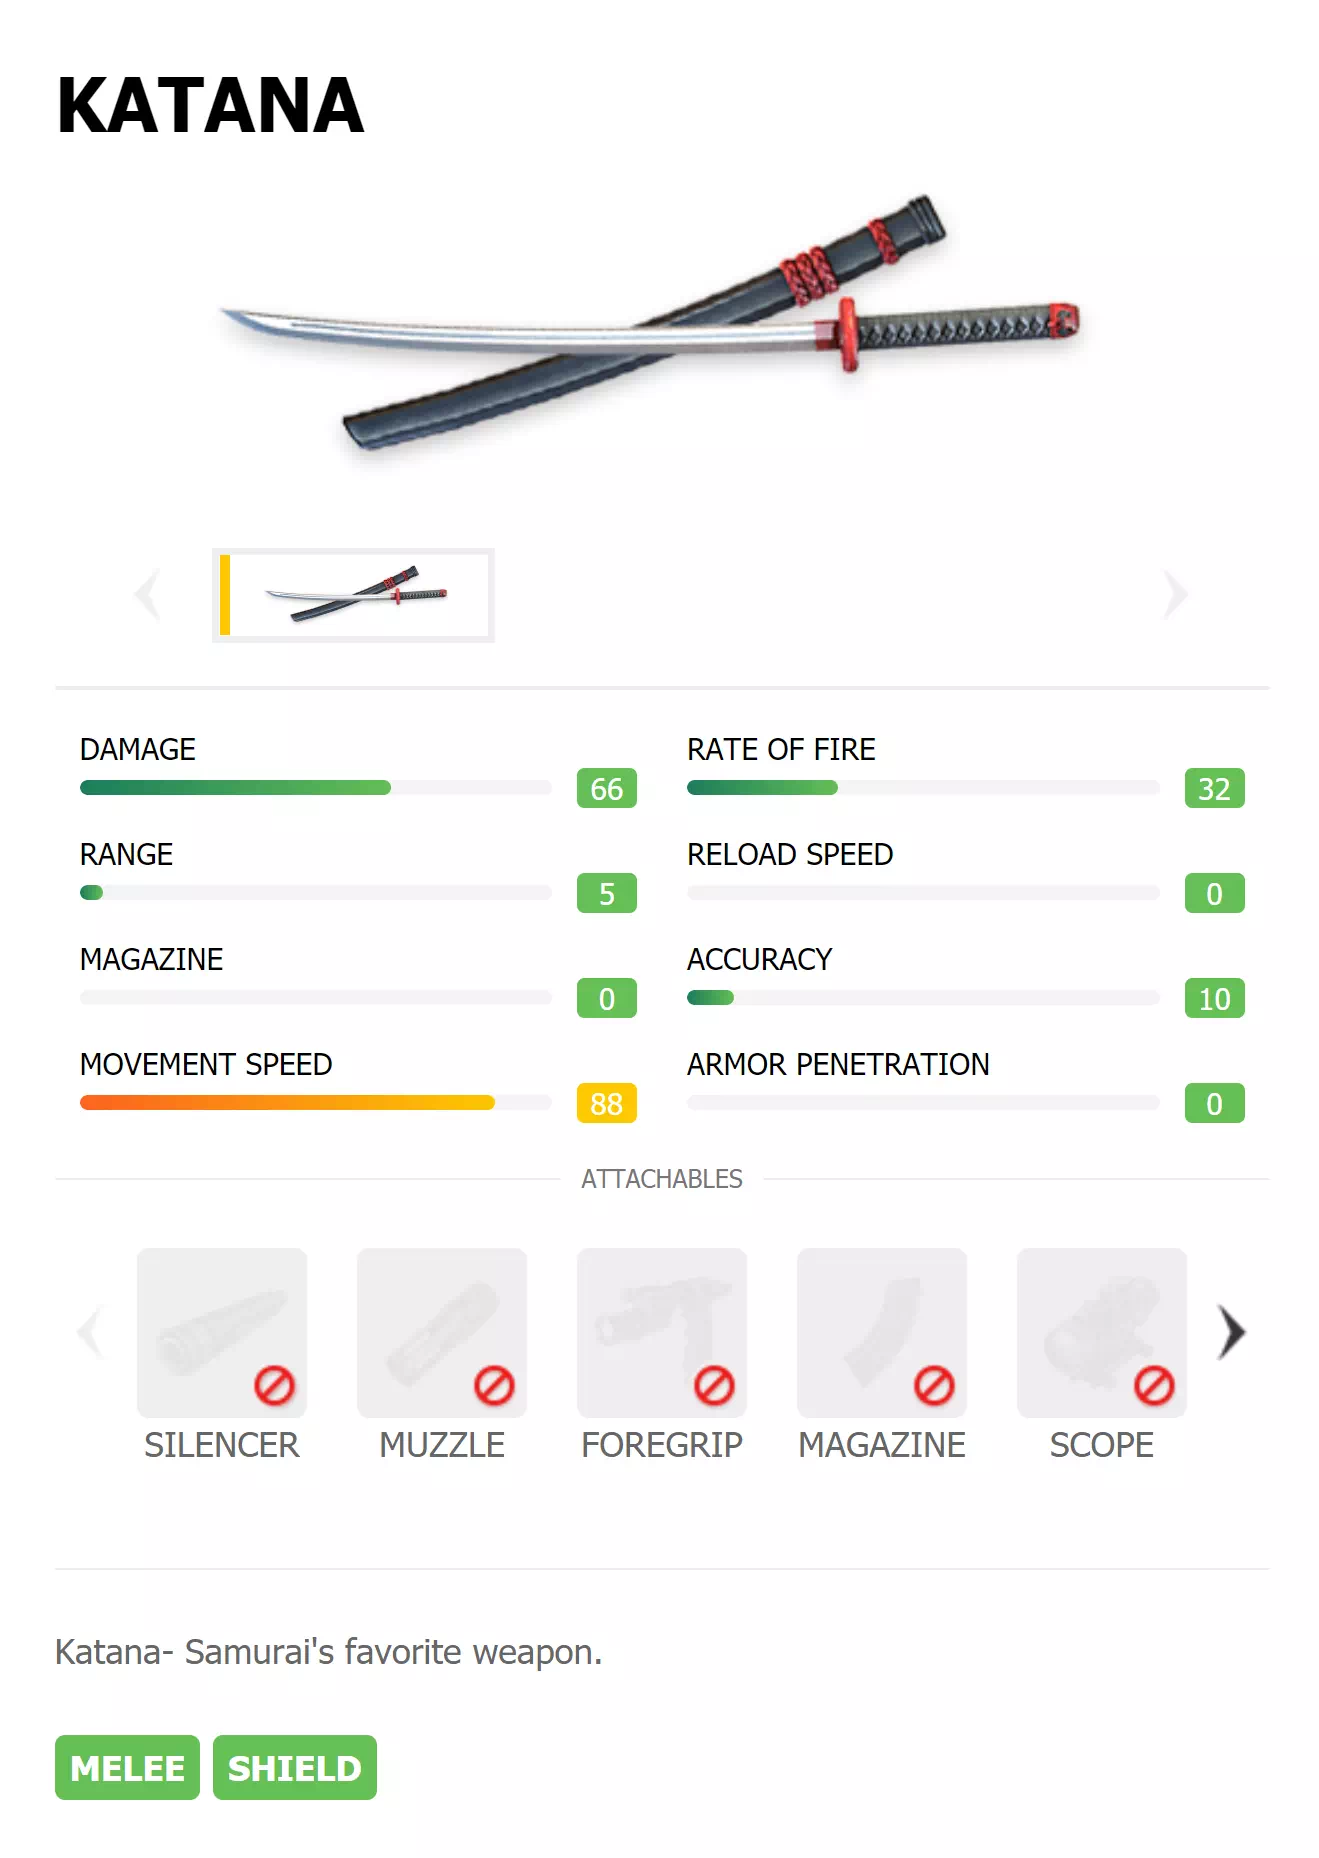 KATANA
DAMAGE
66
RATE OF FIRE
32
RANGE
5
RELOAD SPEED
0
MAGAZINE
0
ACCURACY
10
MOVEMENT SPEED
88
ARMOR PENETRATION
0
ATTACHABLES
SILENCER
MUZZLE
FOREGRIP
MAGAZINE
SCOPE
Katana- Samurai's favorite weapon.
MELEE
SHIELD